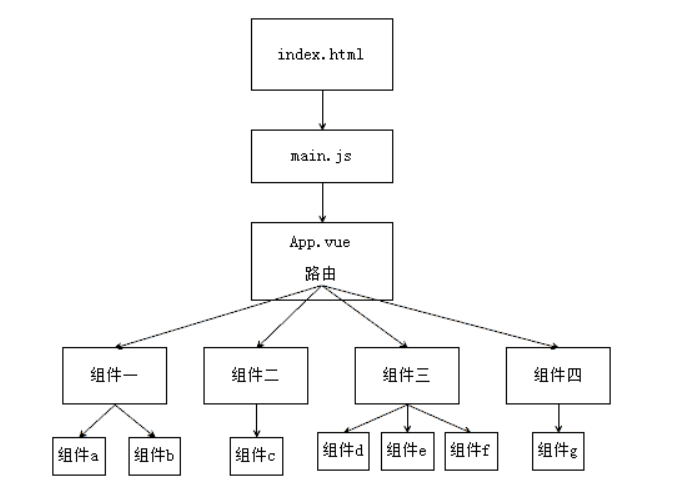 index.html
main.js
App.vue
路由
组件一
组件二
组件三
组件四
组件a
组件b
组件c
组件d
组件e
组件f
组件g